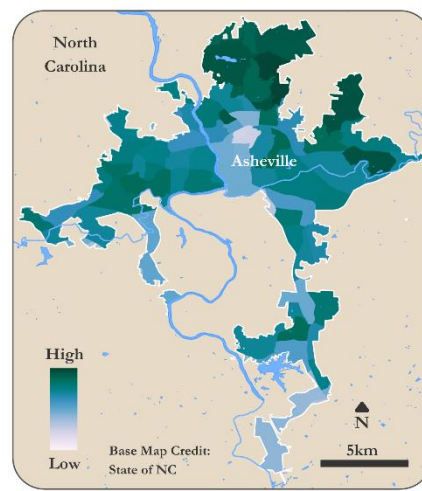 North
Carolina
Asheville
High
Low
Base Map Credit:
State of NC
N
5km